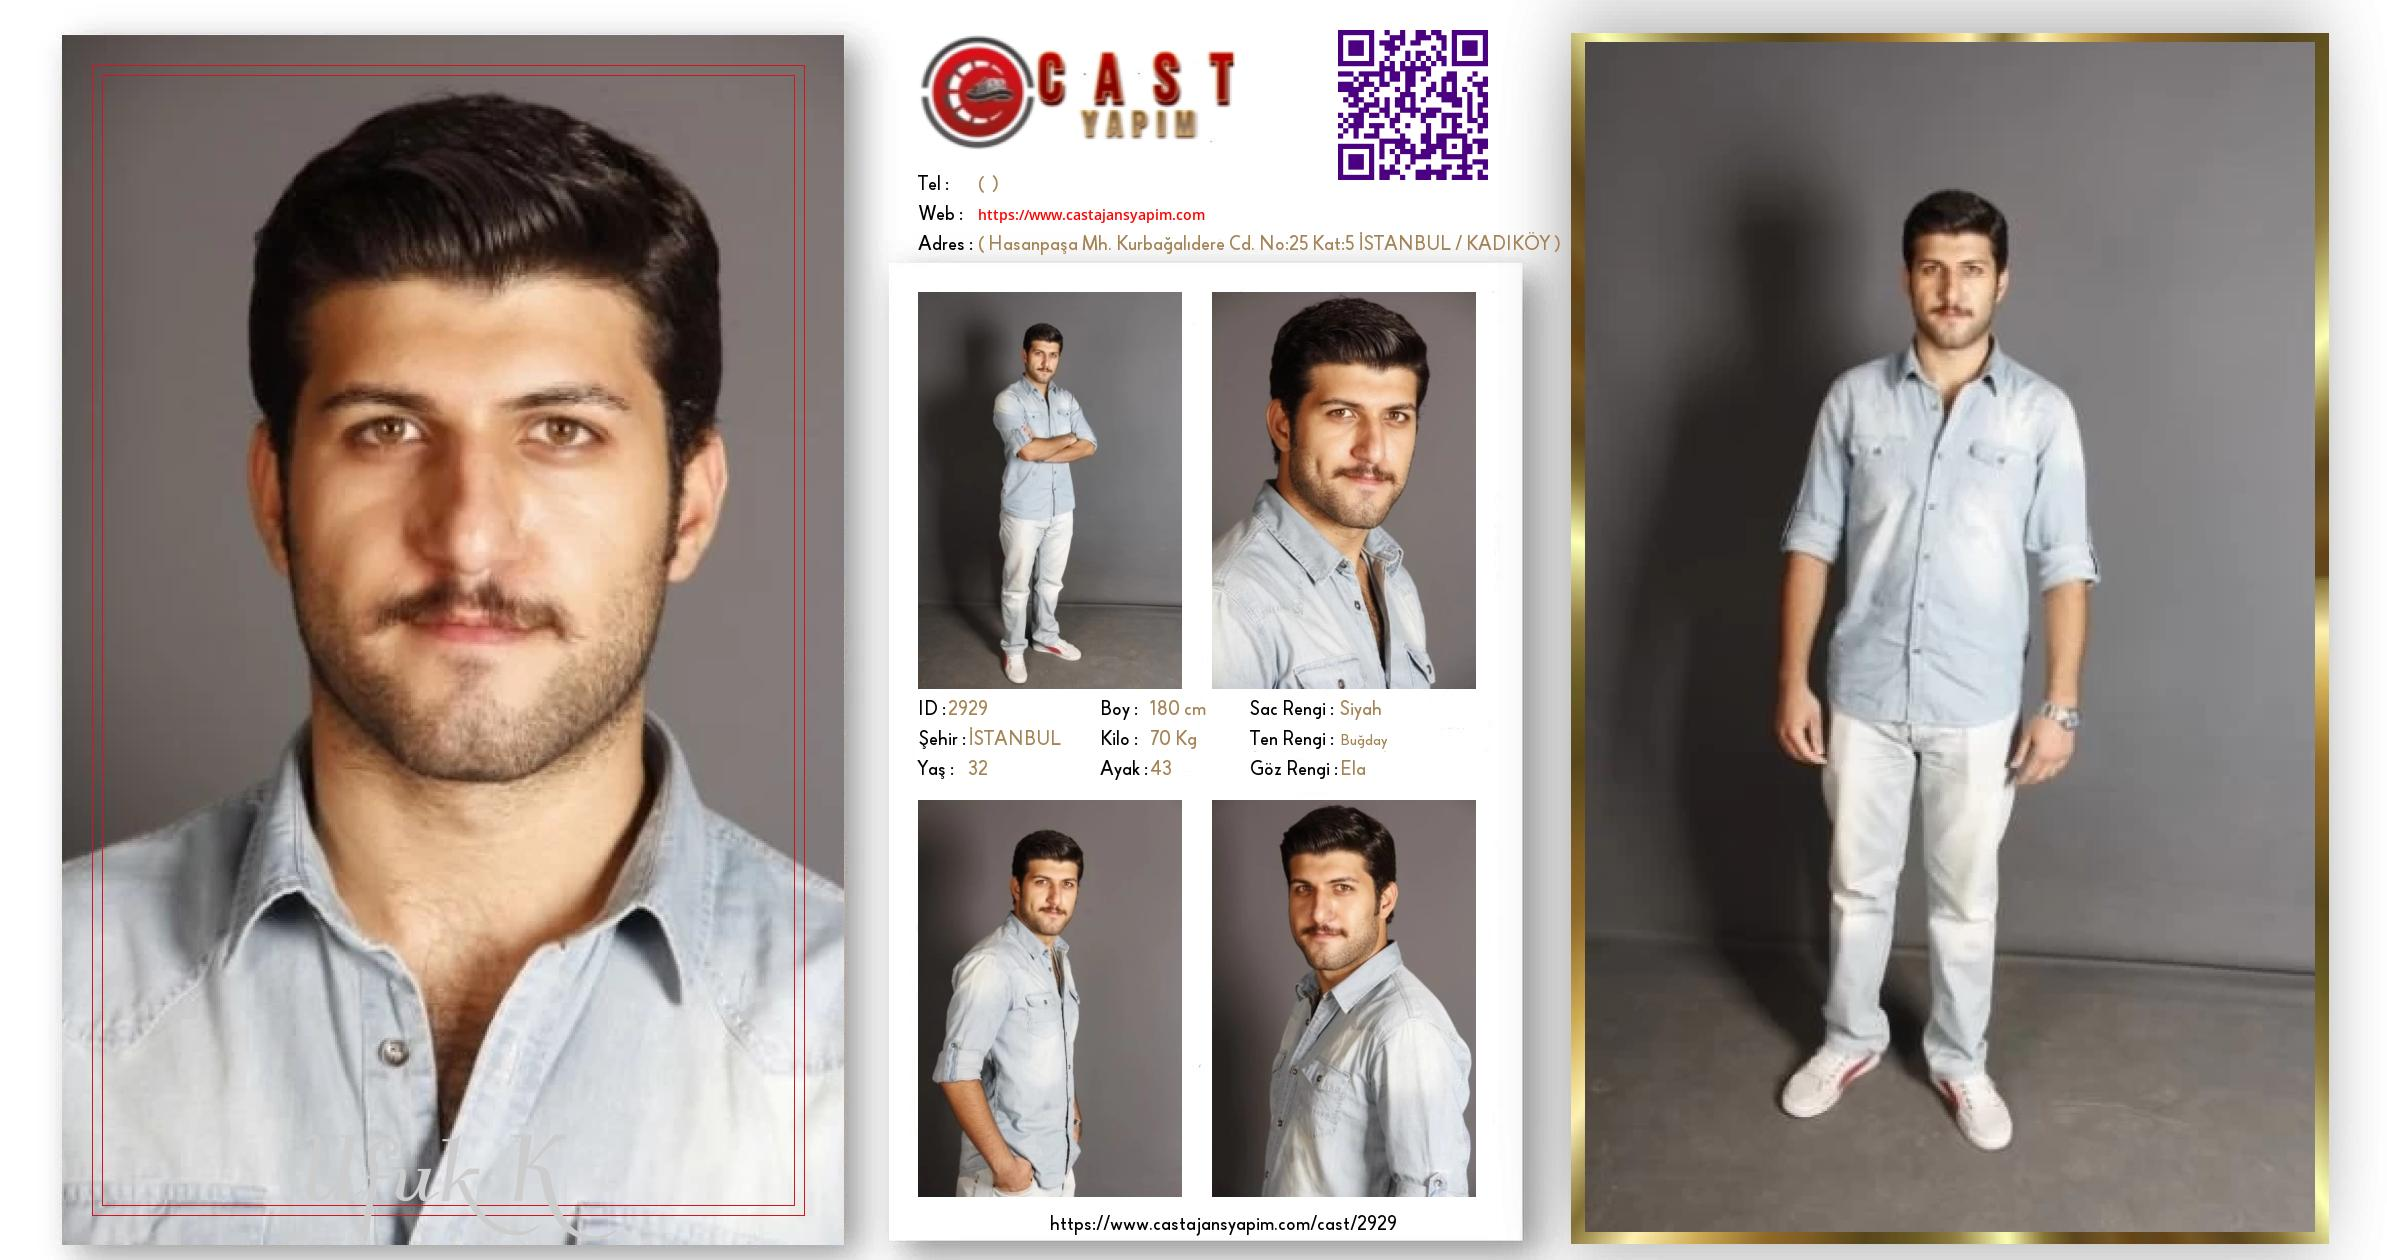 Ufuk K
CAST
YAPIM
Tel : ( )
Web : https://www.castajansyapim.com
Adres : ( Hasanpaşa Mh. Kurbağalıdere Cd. No:25 Kat:5 İSTANBUL / KADIKÖY )
ID : 2929 Boy : 180 cm Sac Rengi : Siyah
Şehir : İSTANBUL Kilo : 70 Kg Ten Rengi : Buğday
Yaş : 32 Ayak : 43 Göz Rengi : Ela
https://www.castajansyapim.com/cast/2929